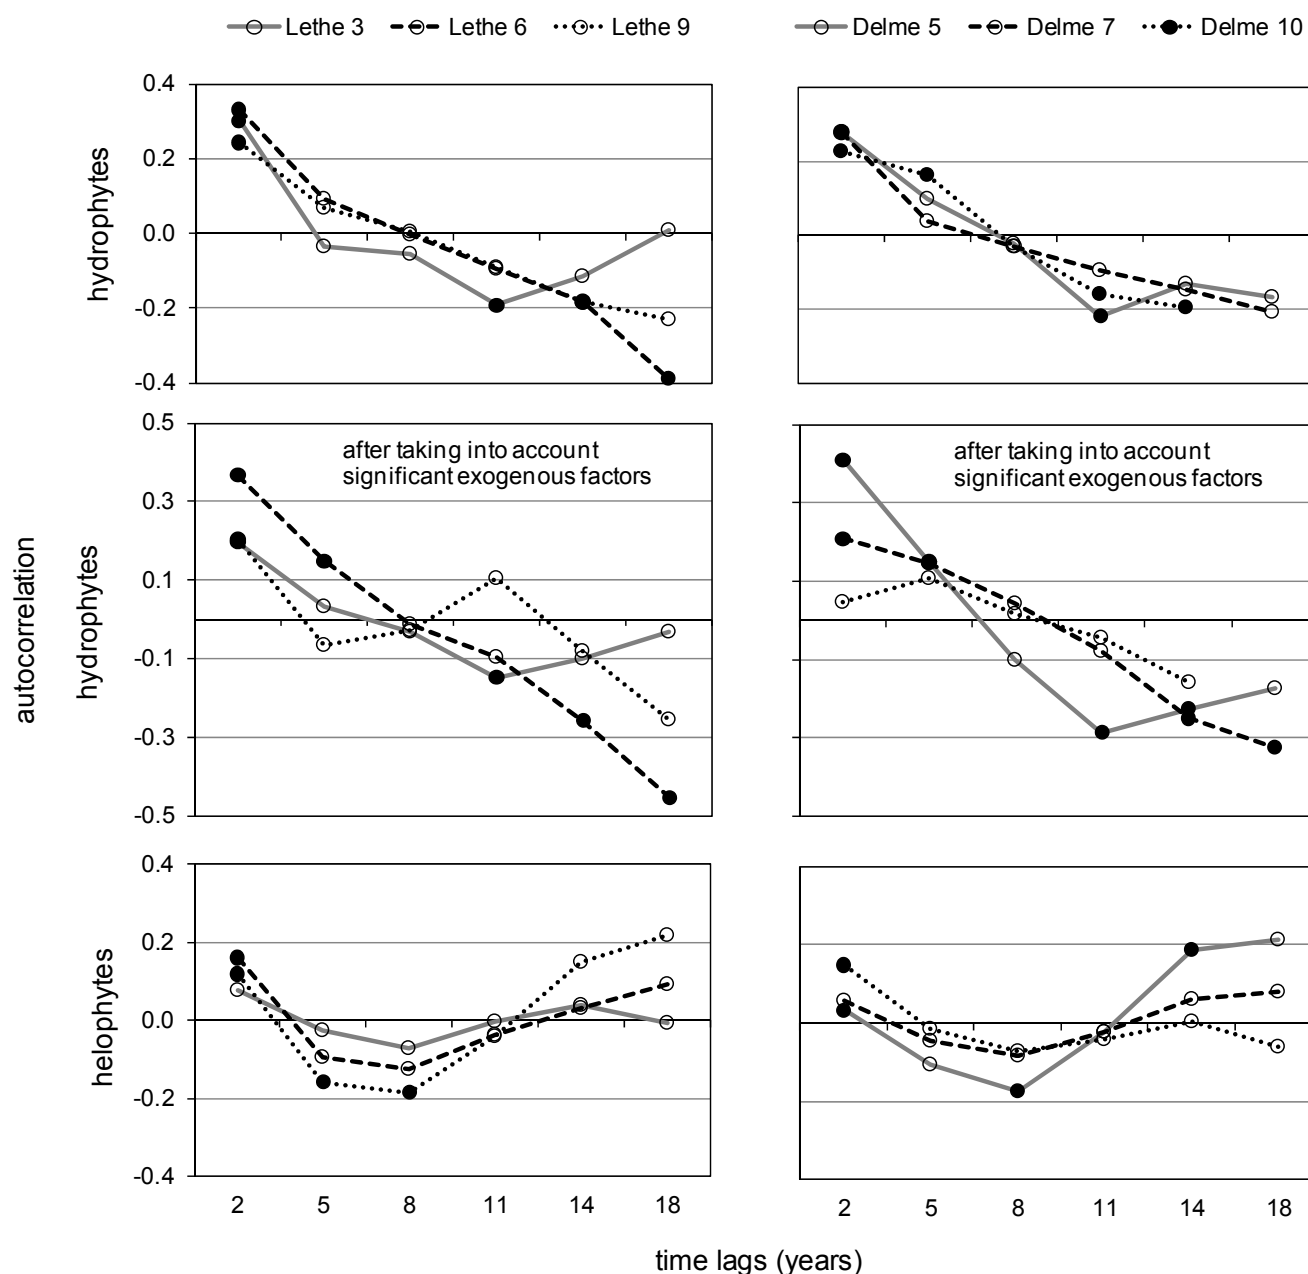 Lethe 3 Lethe 6 Lethe 9 Delme 5 Delme 7 Delme 10
0.4
0.2
0.0
-0.2
-0.4
hydrophytes
0.5
0.3
0.1
-0.1
-0.3
-0.5
after taking into account
significant exogenous factors
after taking into account
significant exogenous factors
hydrophytes
autocorrelation
0.4
0.2
0.0
-0.2
-0.4
helophytes
2 5 8 11 14 18 2 5 8 11 14 18
time lags (years)